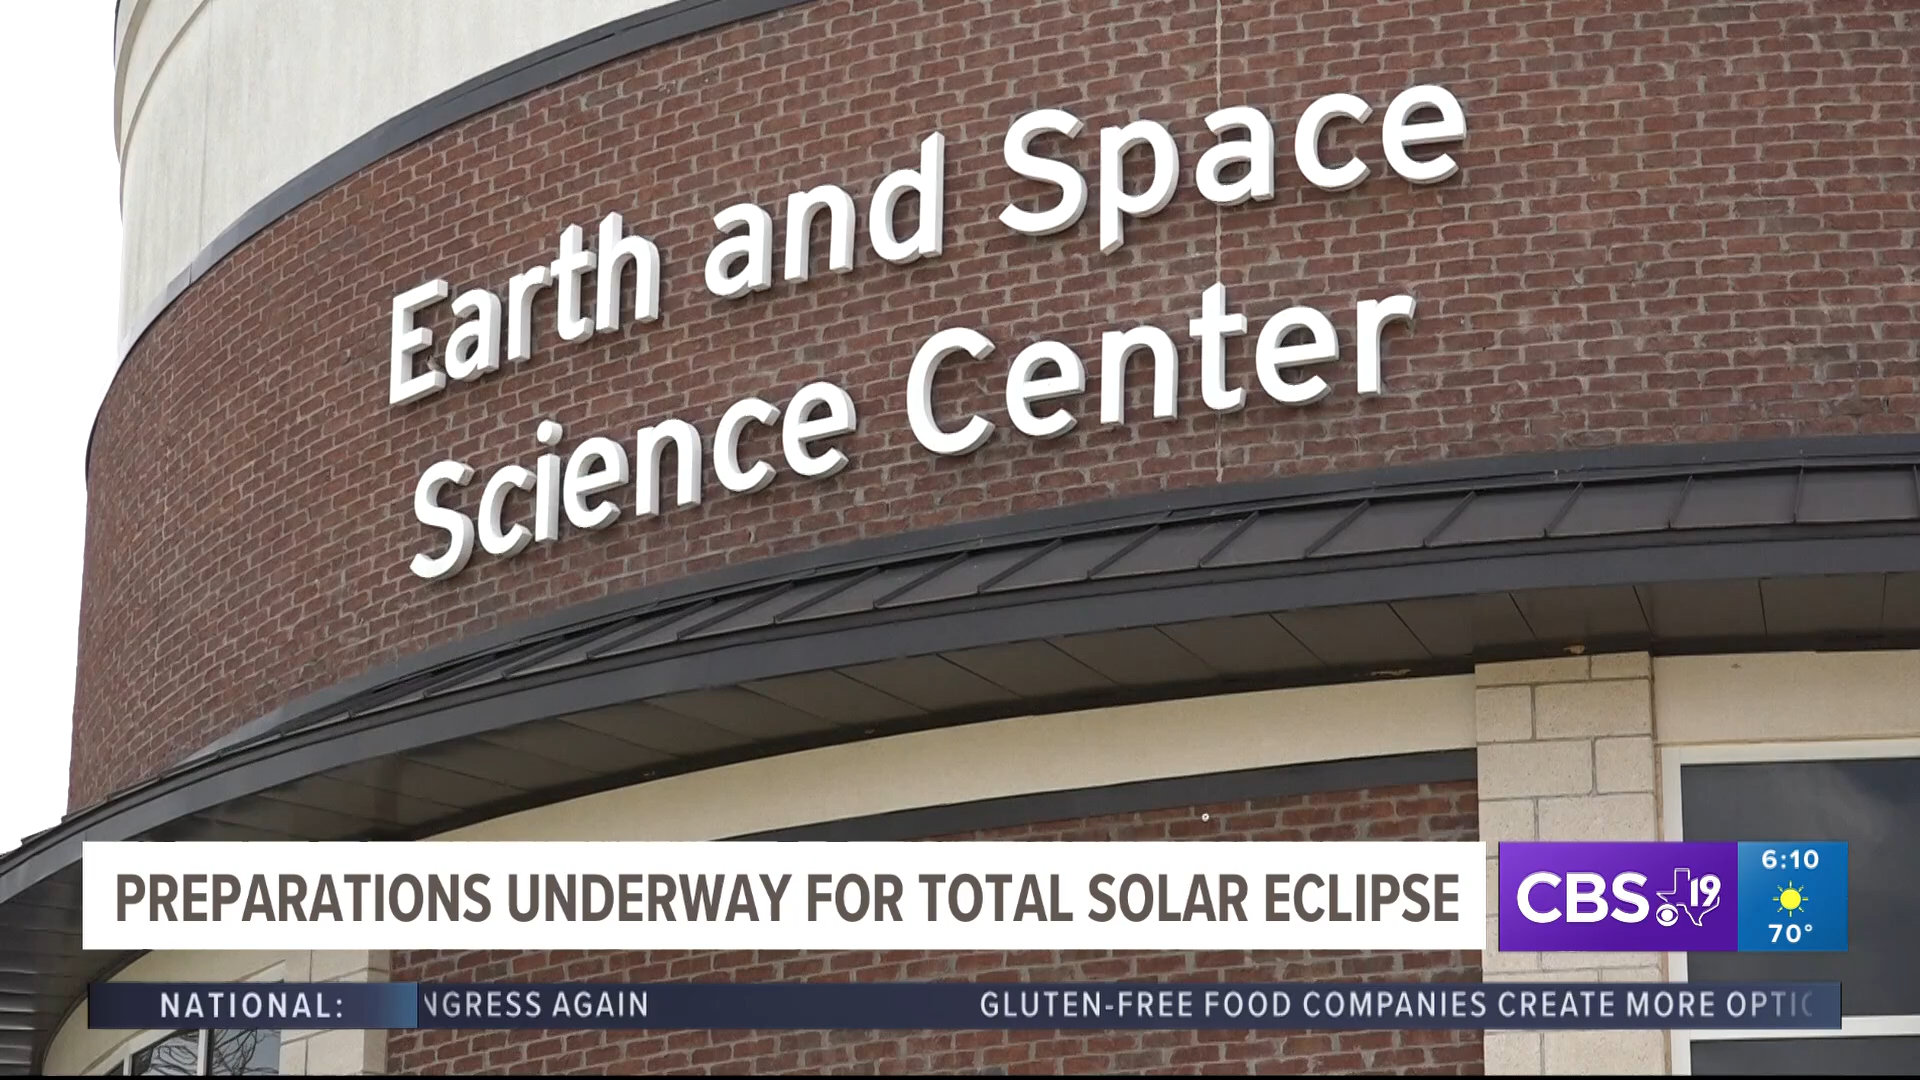 Earth and Space
Science Center
PREPARATIONS UNDERWAY FOR TOTAL SOLAR ECLIPSE
CBS 19
6:10
70°
NATIONAL:
NGRESS AGAIN
GLUTEN-FREE FOOD COMPANIES CREATE MORE OPTIC